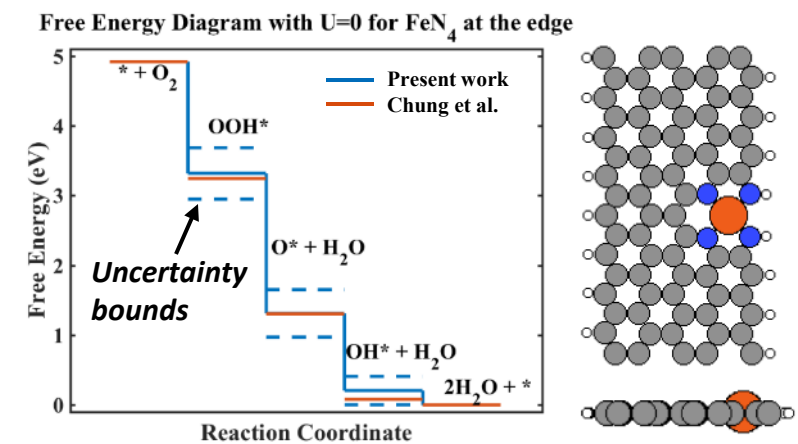 Free Energy Diagram with U=0 for FeN₄ at the edge
5
4
3
2
1
0
Free Energy (eV)
Reaction Coordinate
* + O₂
Present work
Chung et al.
OOH*
O* + H₂O
Uncertainty
bounds
OH* + H₂O
2H₂O + *